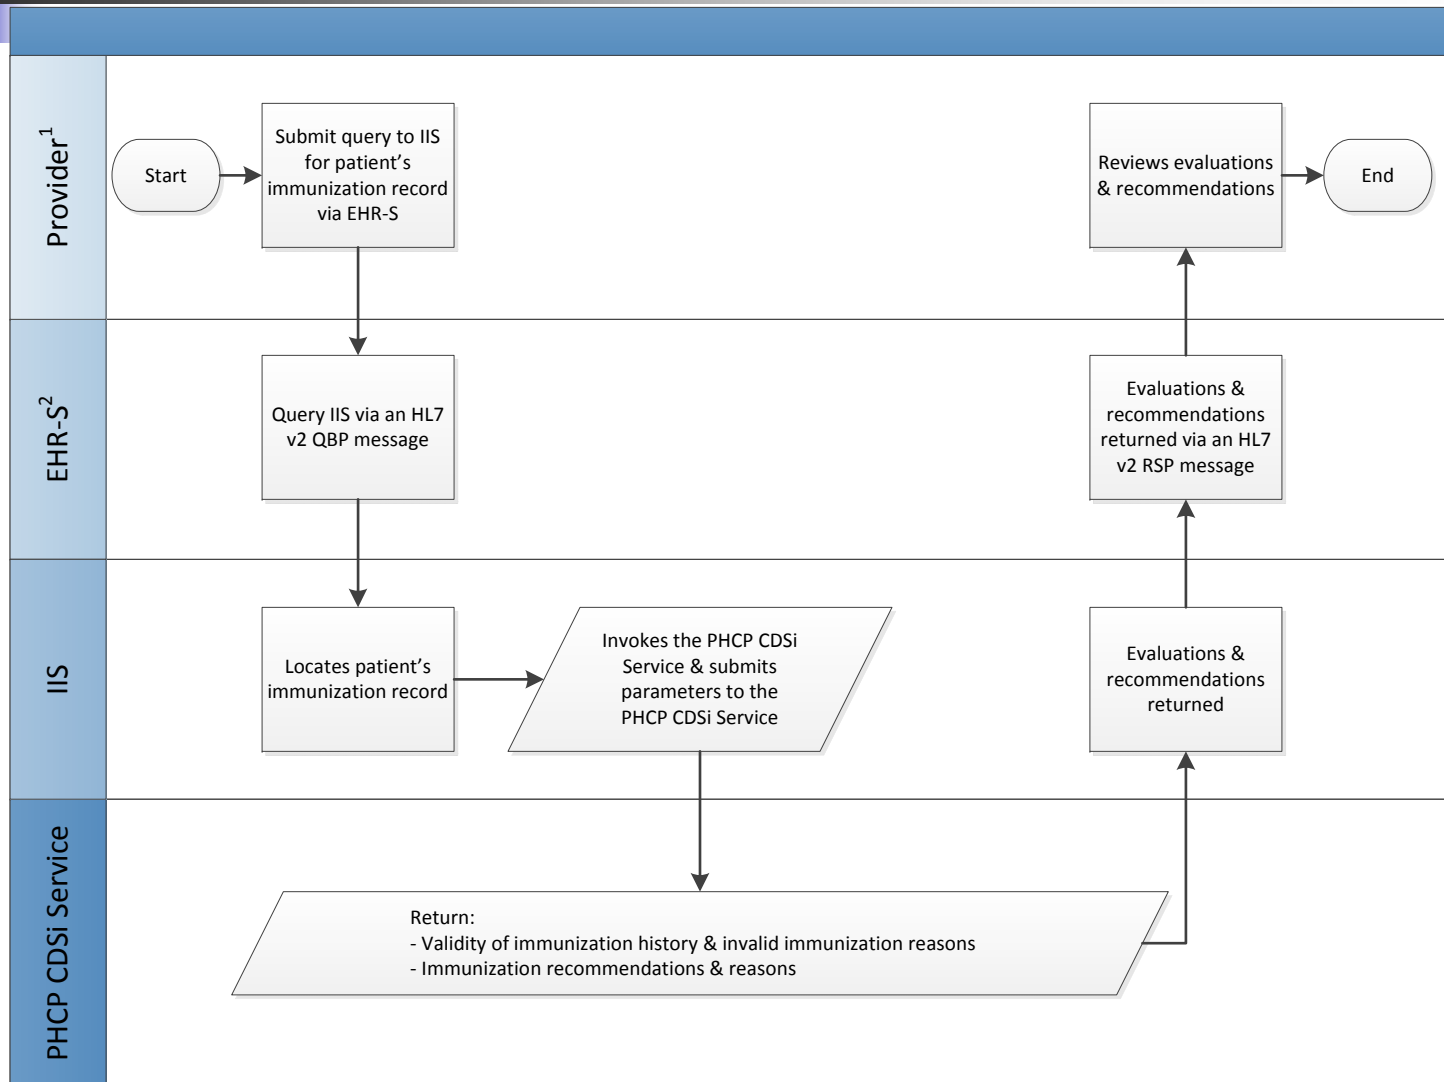 Provider1
Start
Submit query to IIS
for patient's
immunization record
via EHR-S
Reviews evaluations
& recommendations
End
EHR-S2
Query IIS via an HL7
v2 QBP message
Evaluations &
recommendations
returned via an HL7
v2 RSP message
IIS
Locates patient's
immunization record
Invokes the PHCP CDSi
Service & submits
parameters to the
PHCP CDSi Service
Evaluations &
recommendations
returned
PHCP CDSi Service
Return:
- Validity of immunization history & invalid immunization reasons
- Immunization recommendations & reasons